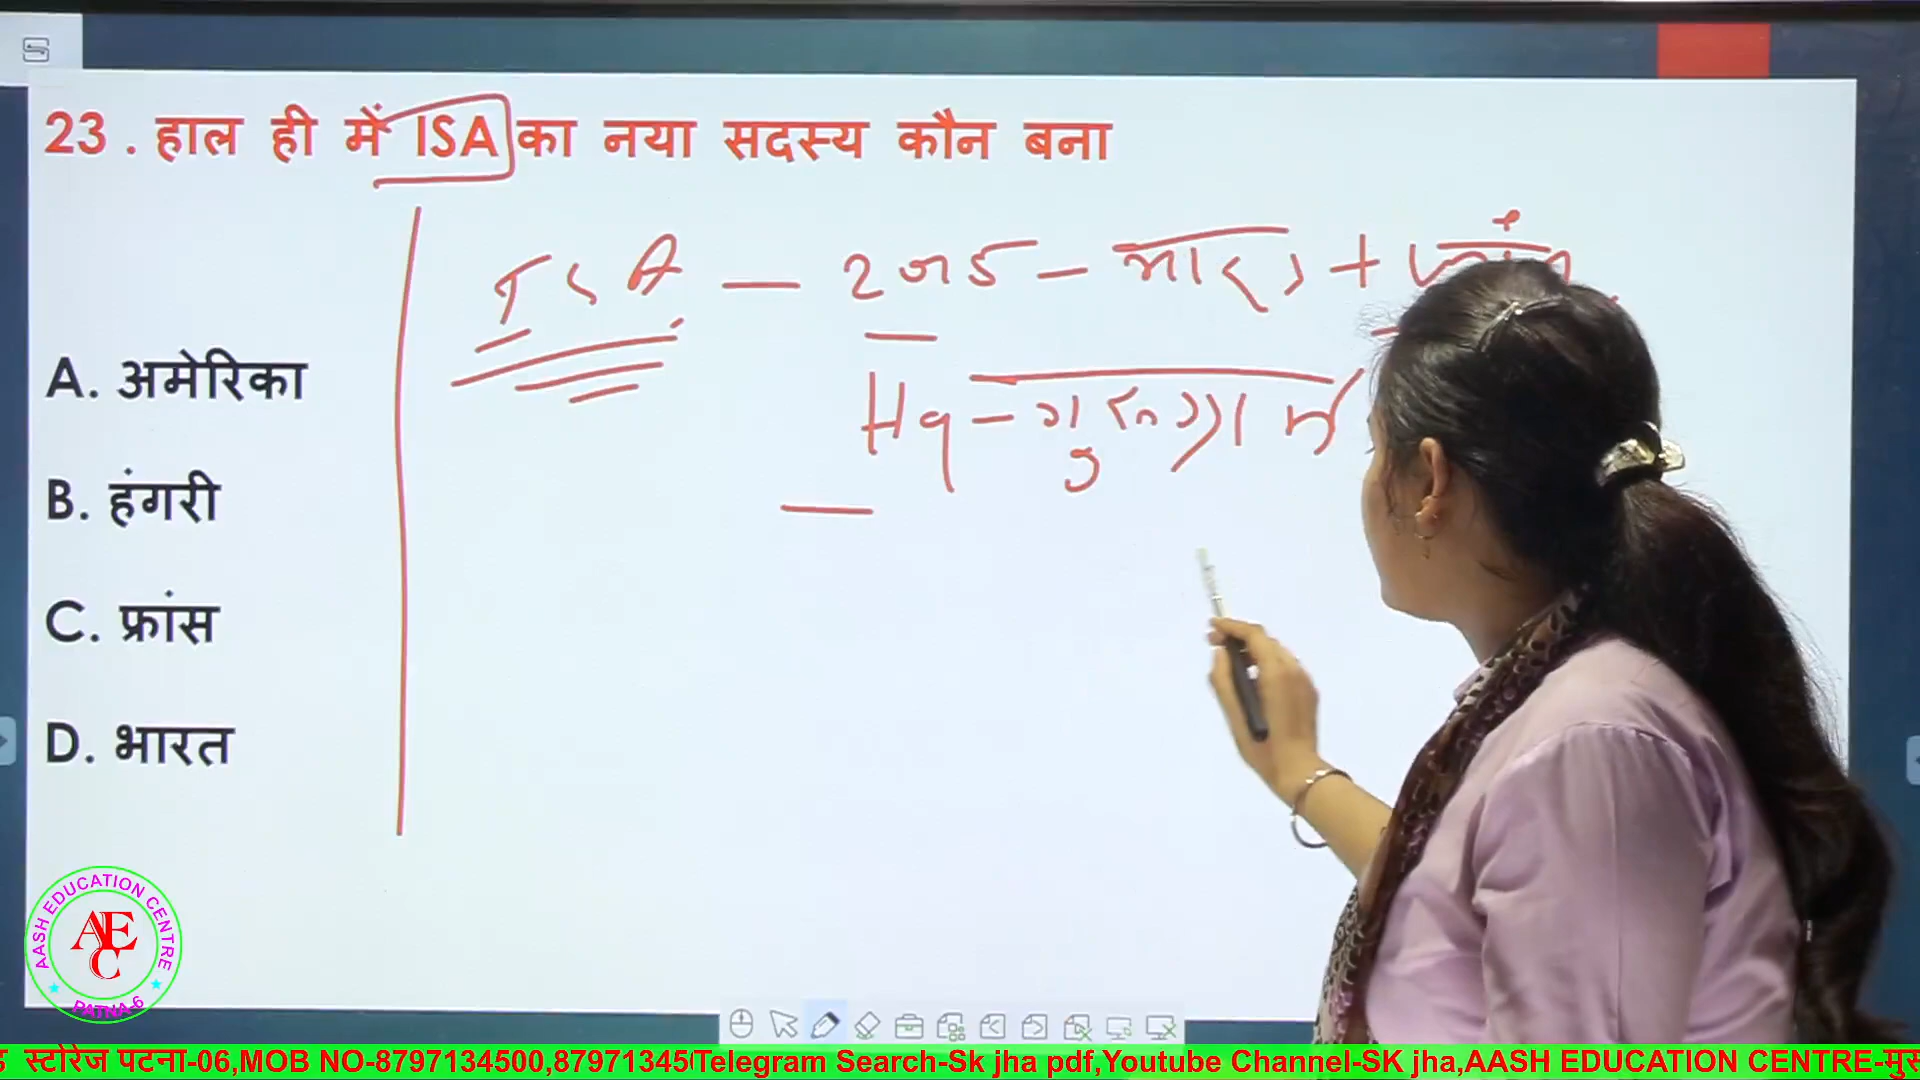 23 . हाल ही में ISA का नया सदस्य कौन बना
ISA — 2015 — भारत +
Hq — गुरुग्राम
A. अमेरिका
B. हंगरी
C. फ्रांस
D. भारत
AASH EDUCATION CENTRE
AEC
PATNA-6
स्टोरेज पटना-06,MOB NO-8797134500,879713450
Telegram Search-Sk jha pdf,Youtube Channel-SK jha,AASH EDUCATION CENTRE-